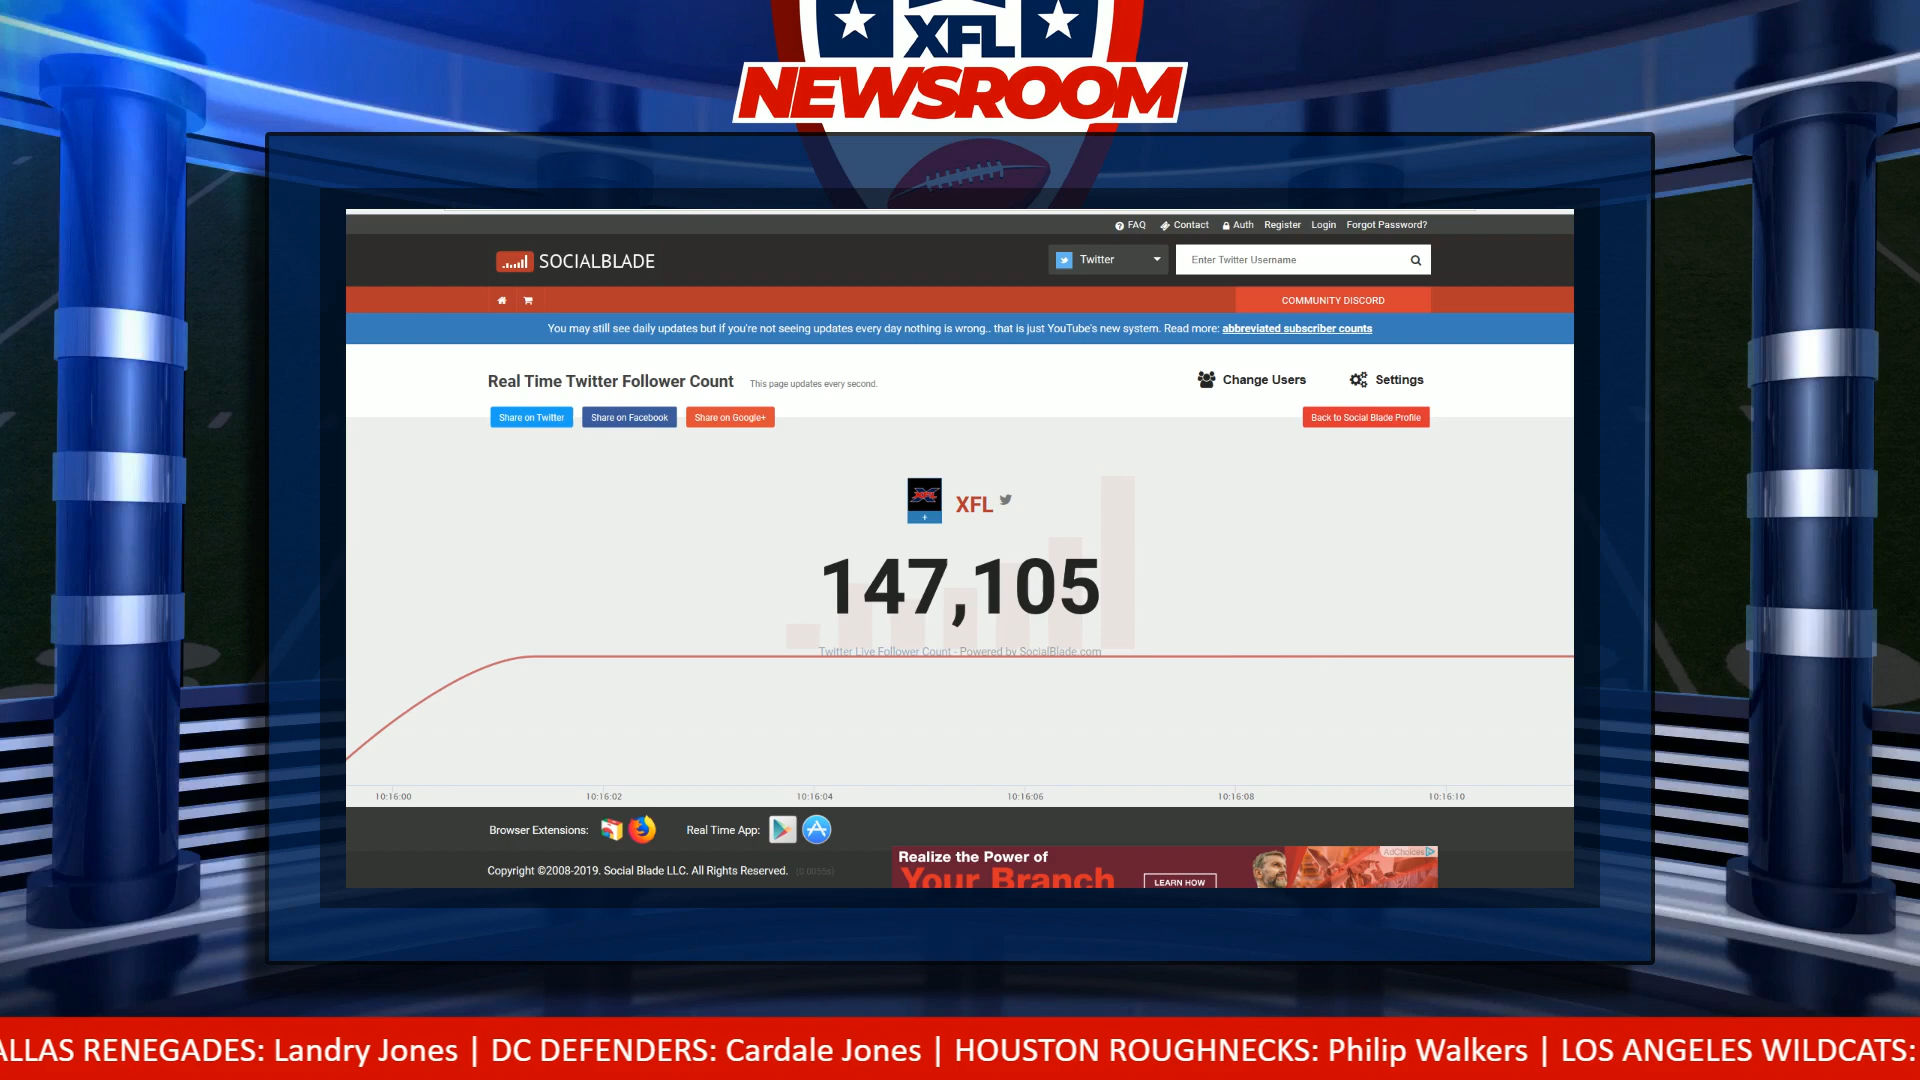 XFL
NEWSROOM
FAQ Contact Auth Register Login Forgot Password?
SOCIALBLADE
Twitter
Enter Twitter Username
COMMUNITY DISCORD
You may still see daily updates but if you're not seeing updates every day nothing is wrong.. that is just YouTube's new system. Read more: abbreviated subscriber counts
Real Time Twitter Follower Count This page updates every second.
Change Users Settings
Share on Twitter Share on Facebook Share on Google+
Back to Social Blade Profile
XFL
XFL
147,105
Twitter Live Follower Count - Powered by SocialBlade.com
10:16:00 10:16:02 10:16:04 10:16:06 10:16:08 10:16:10
Browser Extensions: Real Time App:
Copyright ©2008-2019. Social Blade LLC. All Rights Reserved. (0.0055s)
Realize the Power of
Your Branch
LEARN HOW
AdChoices
ALLAS RENEGADES: Landry Jones | DC DEFENDERS: Cardale Jones | HOUSTON ROUGHNECKS: Philip Walkers | LOS ANGELES WILDCATS: